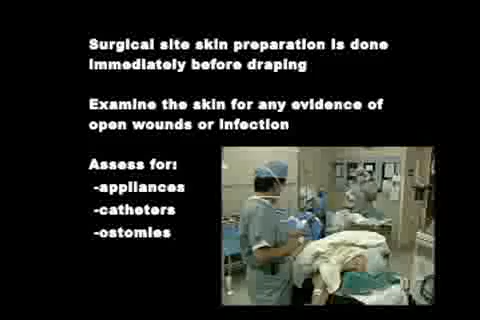 Surgical site skin preparation is done
immediately before draping
Examine the skin for any evidence of
open wounds or infection
Assess for:
-appliances
-catheters
-ostomies